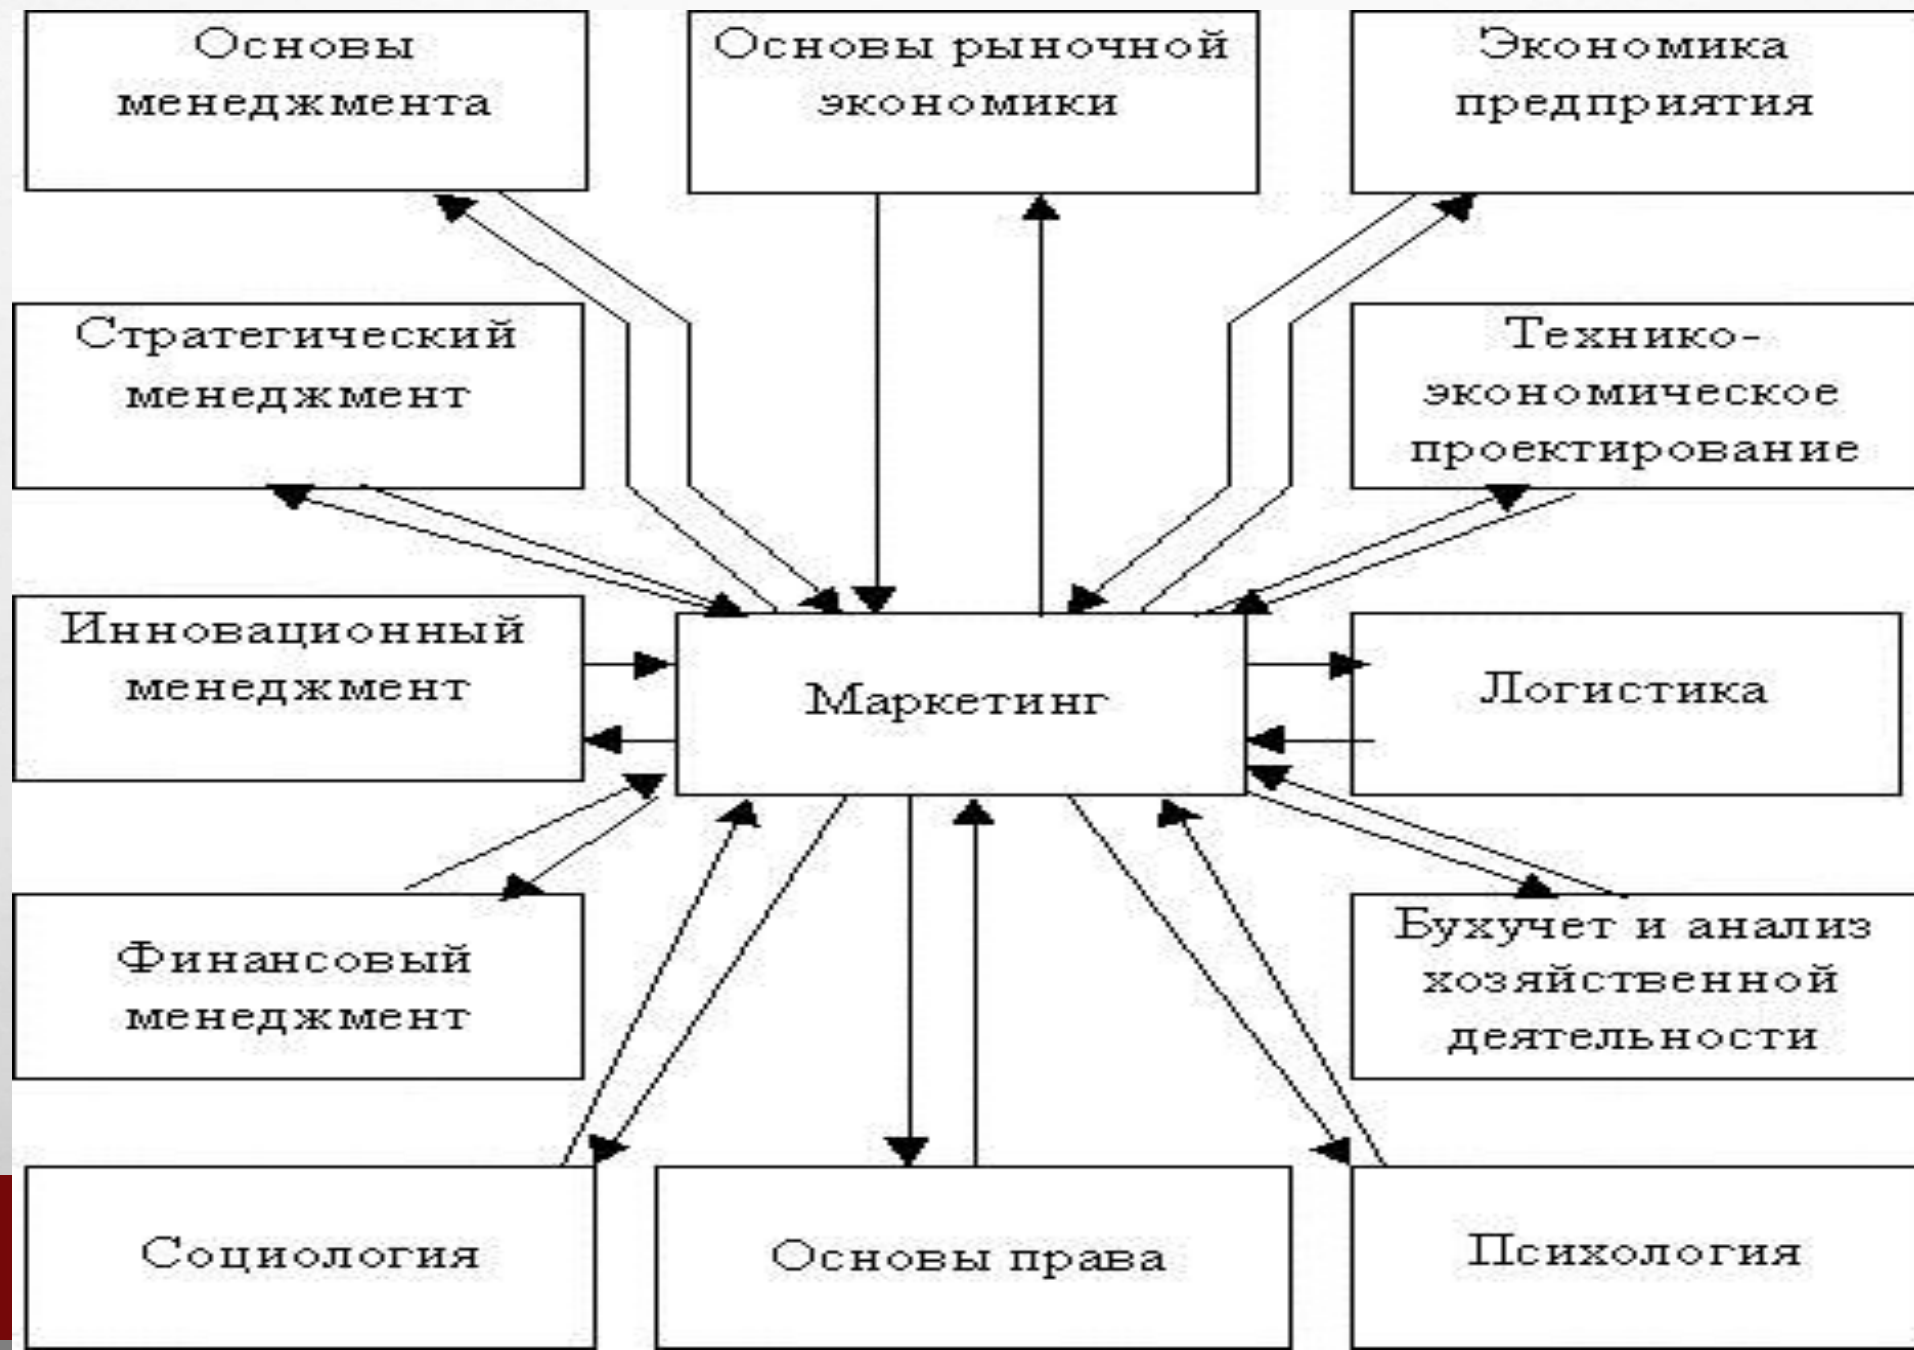 Основы
менеджмента
Основы рыночной
экономики
Экономика
предприятия
Стратегический
менеджмент
Технико-
экономическое
проектирование
Инновационный
менеджмент
Маркетинг
Логистика
Финансовый
менеджмент
Бухучет и анализ
хозяйственной
деятельности
Социология
Основы права
Психология